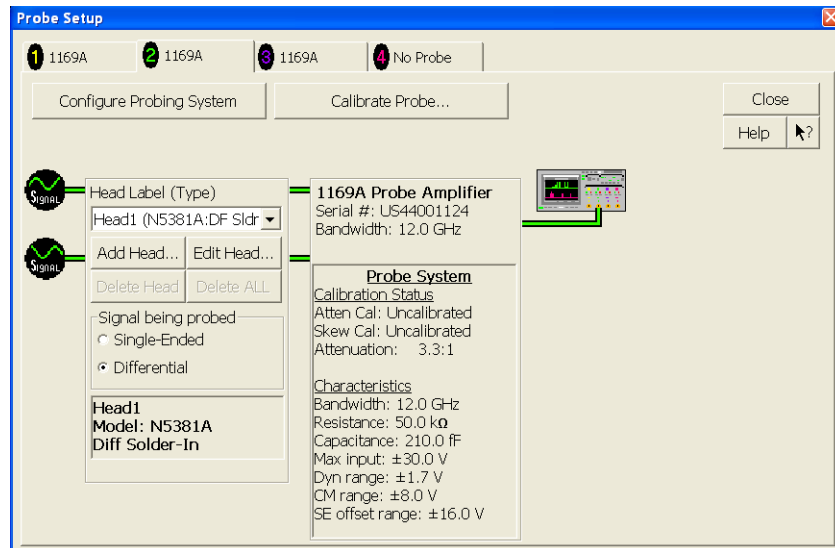 Probe Setup
1 1169A 2 1169A 3 1169A 4 No Probe
Configure Probing System Calibrate Probe... Close
Help ?
Signal
Signal
Head Label (Type)
Head1 (N5381A:DF Sldr
Add Head... Edit Head...
Delete Head Delete ALL
Signal being probed
Single-Ended
Differential
Head1
Model: N5381A
Diff Solder-In
1169A Probe Amplifier
Serial #: US44001124
Bandwidth: 12.0 GHz
Probe System
Calibration Status
Atten Cal: Uncalibrated
Skew Cal: Uncalibrated
Attenuation: 3.3:1
Characteristics
Bandwidth: 12.0 GHz
Resistance: 50.0 kΩ
Capacitance: 210.0 fF
Max input: ±30.0 V
Dyn range: ±1.7 V
CM range: ±8.0 V
SE offset range: ±16.0 V